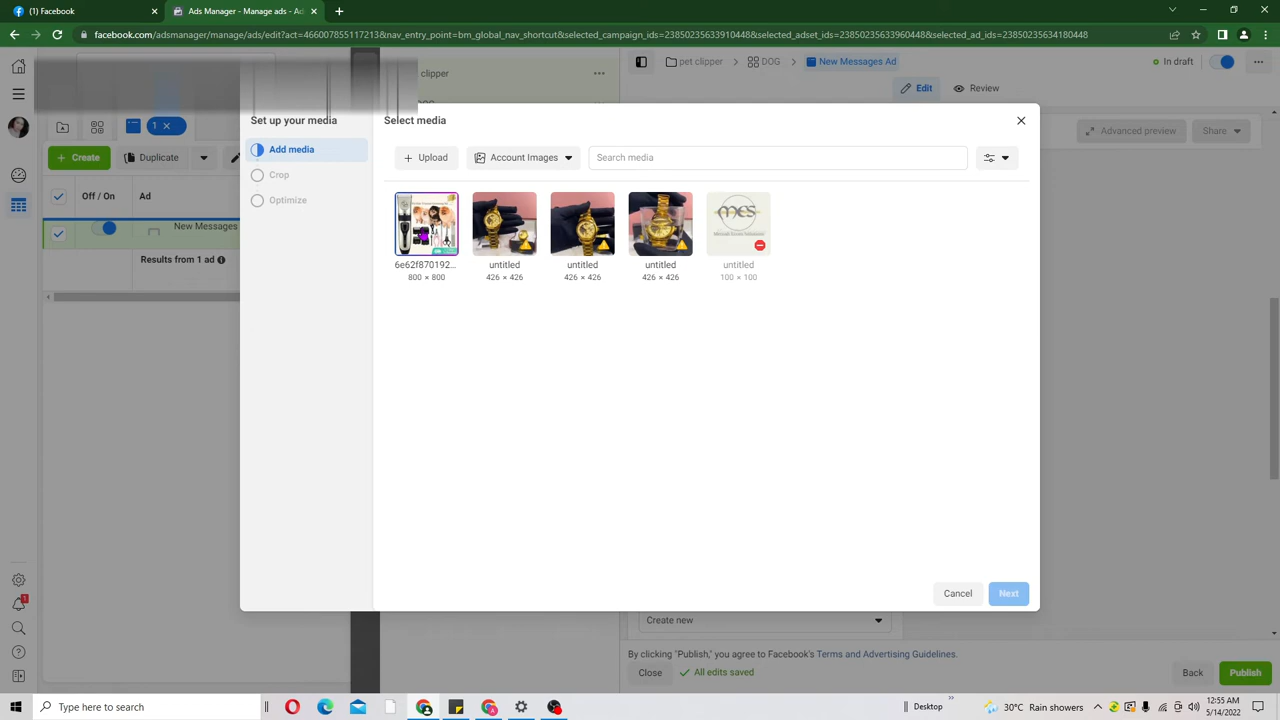 (1) Facebook
Ads Manager - Manage ads - Ad
facebook.com/adsmanager/manage/ads/edit?act=466007855117213&nav_entry_point=bm_global_nav_shortcut&selected_campaign_ids=23850235633910448&selected_adset_ids=23850235633960448&selected_ad_ids=23850235634180448
clipper
pet clipper
DOG
New Messages Ad
In draft
Edit
Review
Set up your media
Select media
Add media
Crop
Optimize
1
Create
Duplicate
Upload
Account Images
Search media
Advanced preview
Share
Off / On
Ad
New Messages
Results from 1 ad
MES
6e62f870192...
untitled
untitled
untitled
untitled
800 × 800
426 × 426
426 × 426
426 × 426
100 × 100
Cancel
Next
1
Create new
By clicking "Publish," you agree to Facebook's Terms and Advertising Guidelines.
Close
All edits saved
Back
Publish
Type here to search
Desktop
30°C Rain showers
12:55 AM
5/14/2022